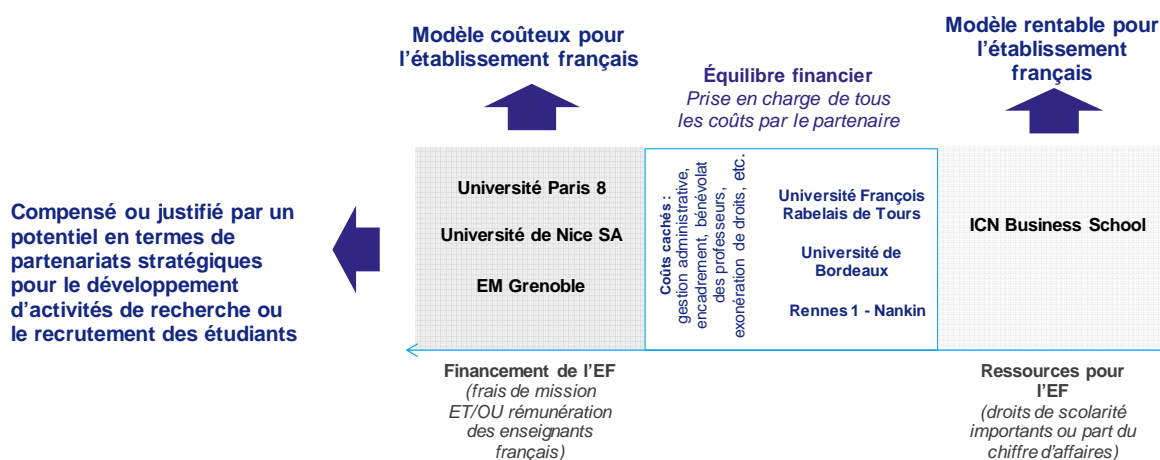 Modèle coûteux pour
l'établissement français
Équilibre financier
Prise en charge de tous
les coûts par le partenaire
Modèle rentable pour
l'établissement
français
Compensé ou justifié par un
potentiel en termes de
partenariats stratégiques
pour le développement
d'activités de recherche ou
le recrutement des étudiants
Université Paris 8
Université de Nice SA
EM Grenoble
Coûts cachés :
gestion administrative,
encadrement, bénévolat
des professeurs,
exonération de droits, etc.
Université François
Rabelais de Tours
Université de
Bordeaux
Rennes 1 - Nankin
ICN Business School
Financement de l'EF
(frais de mission
ET/OU rémunération
des enseignants
français)
Ressources pour
l'EF
(droits de scolarité
importants ou part du
chiffre d'affaires)